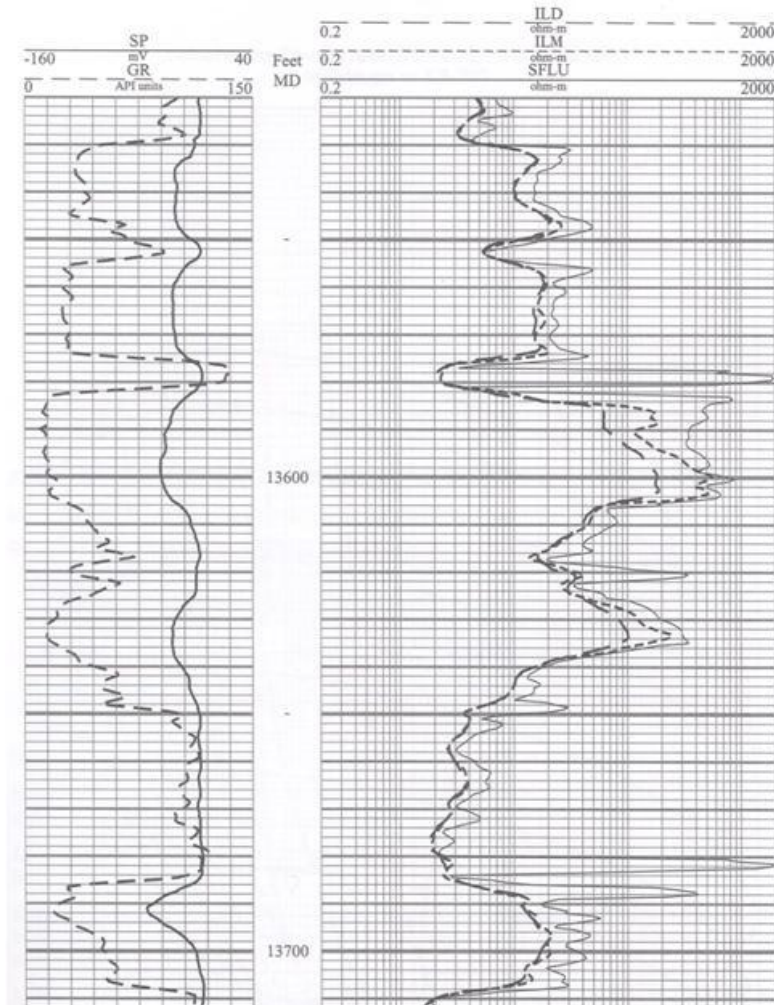 ILD
0.2 ohm-m 2000
SP ILM
-160 mV 40 Feet 0.2 ohm-m 2000
GR MD SFLU
0 API units 150 0.2 ohm-m 2000
13600
13700